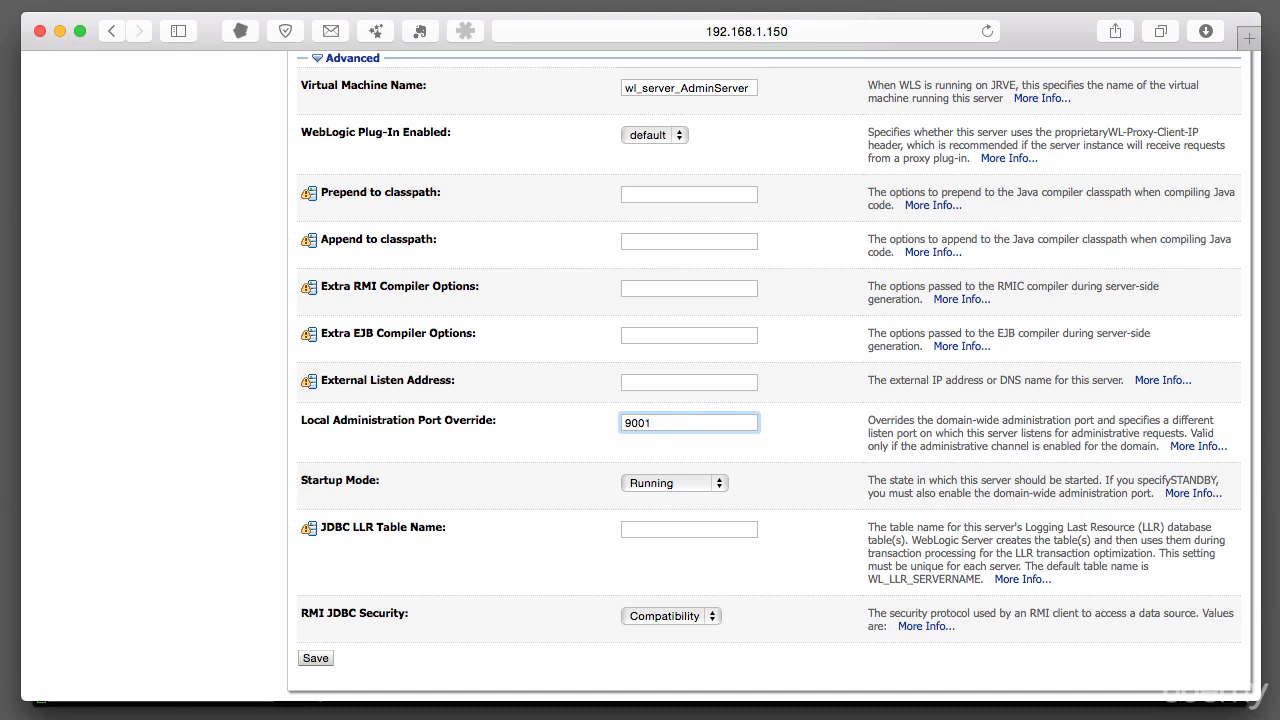 192.168.1.150
Advanced
Virtual Machine Name:
wl_server_AdminServer
When WLS is running on JRVE, this specifies the name of the virtual
machine running this server More Info...
WebLogic Plug-In Enabled:
default
Specifies whether this server uses the proprietaryWL-Proxy-Client-IP
header, which is recommended if the server instance will receive requests
from a proxy plug-in. More Info...
Prepend to classpath:
The options to prepend to the Java compiler classpath when compiling Java
code. More Info...
Append to classpath:
The options to append to the Java compiler classpath when compiling Java
code. More Info...
Extra RMI Compiler Options:
The options passed to the RMIC compiler during server-side
generation. More Info...
Extra EJB Compiler Options:
The options passed to the EJB compiler during server-side
generation. More Info...
External Listen Address:
The external IP address or DNS name for this server. More Info...
Local Administration Port Override:
9001
Overrides the domain-wide administration port and specifies a different
listen port on which this server listens for administrative requests. Valid
only if the administrative channel is enabled for the domain. More Info...
Startup Mode:
Running
The state in which this server should be started. If you specifySTANDBY,
you must also enable the domain-wide administration port. More Info...
JDBC LLR Table Name:
The table name for this server's Logging Last Resource (LLR) database
table(s). WebLogic Server creates the table(s) and then uses them during
transaction processing for the LLR transaction optimization. This setting
must be unique for each server. The default table name is
WL_LLR_SERVERNAME. More Info...
RMI JDBC Security:
Compatibility
The security protocol used by an RMI client to access a data source. Values
are: More Info...
Save
udemy